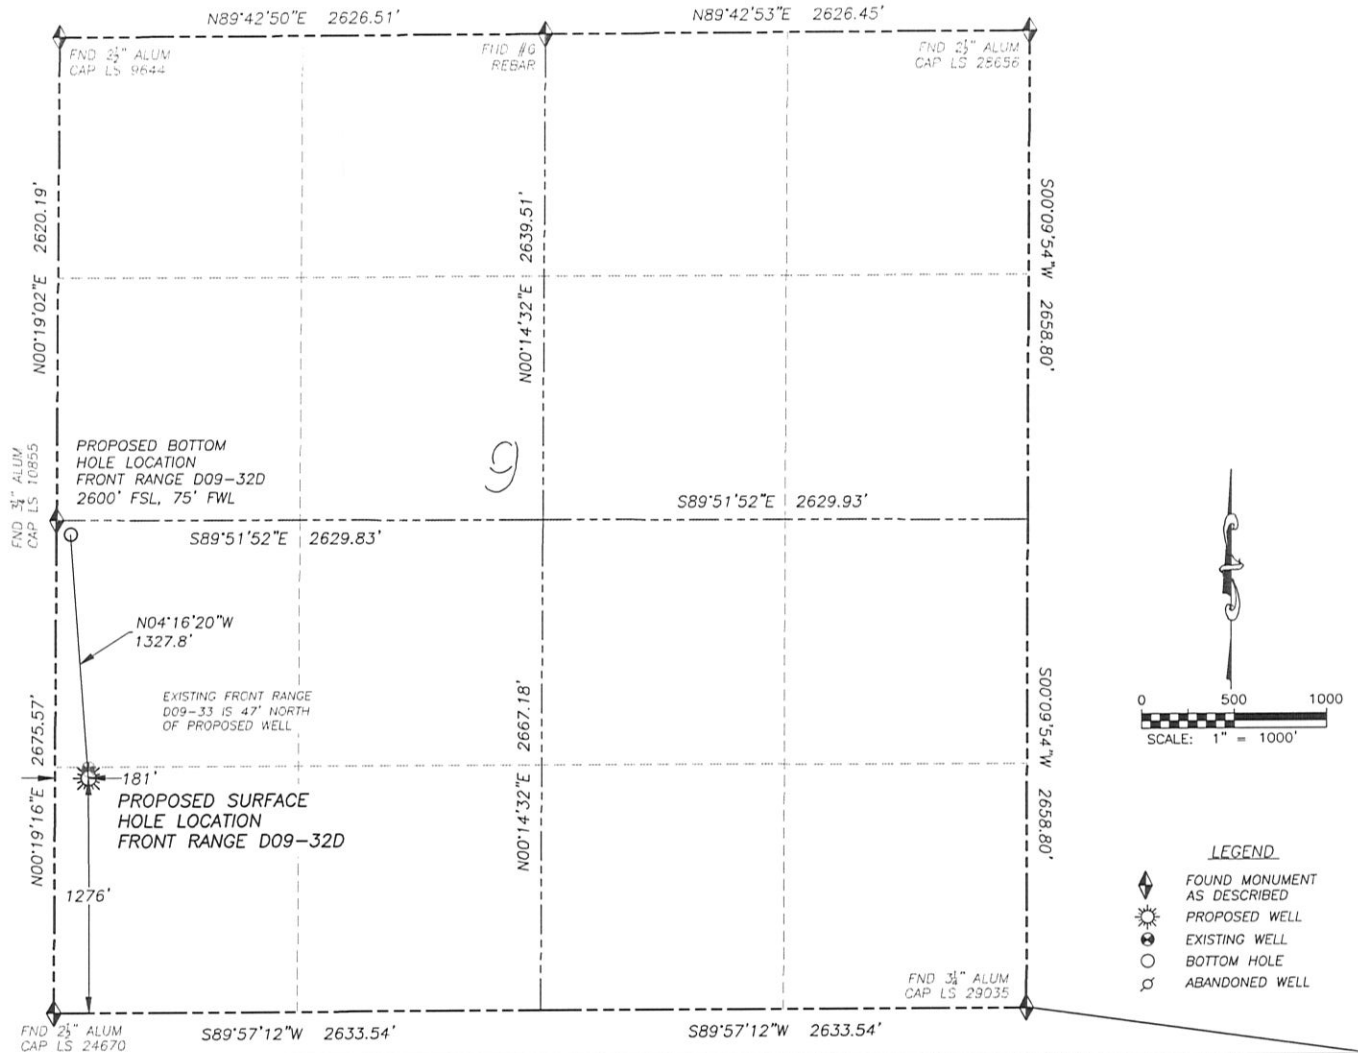 N89°42'50"E 2626.51'
N89°42'53"E 2626.45'
FND 2½" ALUM
CAP LS 9644
FND #6
REBAR
FND 2½" ALUM
CAP LS 28656
N00°19'02"E 2620.19'
N00°14'32"E 2639.51'
S00°09'54"W 2658.80'
FND 3¼" ALUM
CAP LS 10855
PROPOSED BOTTOM
HOLE LOCATION
FRONT RANGE D09-32D
2600' FSL, 75' FWL
9
S89°51'52"E 2629.83'
S89°51'52"E 2629.93'
N04°16'20"W
1327.8'
EXISTING FRONT RANGE
D09-33 IS 47' NORTH
OF PROPOSED WELL
N00°19'16"E 2675.57'
N00°14'32"E 2667.18'
S00°09'54"W 2658.80'
181'
PROPOSED SURFACE
HOLE LOCATION
FRONT RANGE D09-32D
1276'
FND 2½" ALUM
CAP LS 24670
S89°57'12"W 2633.54'
S89°57'12"W 2633.54'
FND 3¼" ALUM
CAP LS 29035
0 500 1000
SCALE: 1" = 1000'
LEGEND
FOUND MONUMENT
AS DESCRIBED
PROPOSED WELL
EXISTING WELL
BOTTOM HOLE
ABANDONED WELL